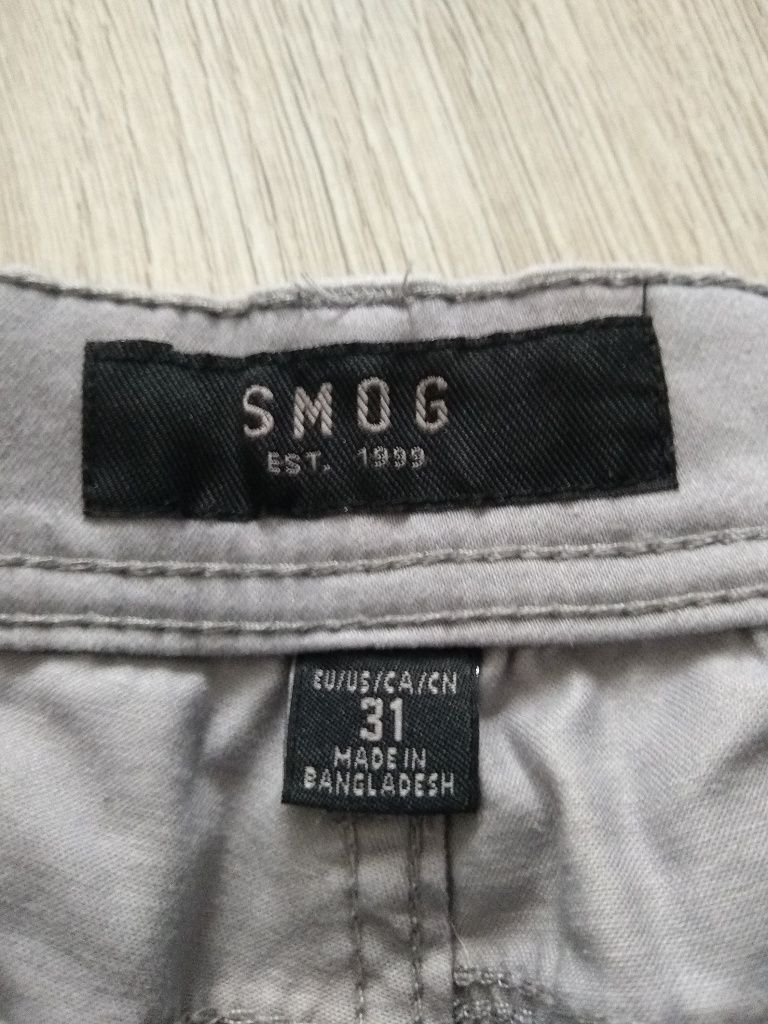 SMOG
EST. 1999
EU/US/CA/CN
31
MADE IN
BANGLADESH